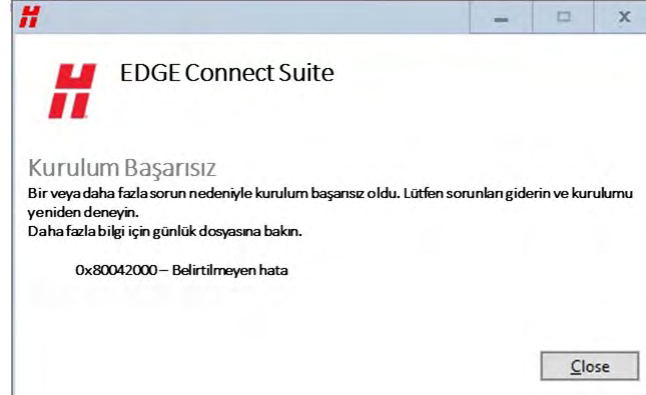 EDGE Connect Suite
Kurulum Başarısız
Bir veya daha fazla sorun nedeniyle kurulum başarısız oldu. Lütfen sorunları giderin ve kurulumu
yeniden deneyin.
Daha fazla bilgi için günlük dosyasına bakın.
0x80042000 – Belirtilmeyen hata
Close